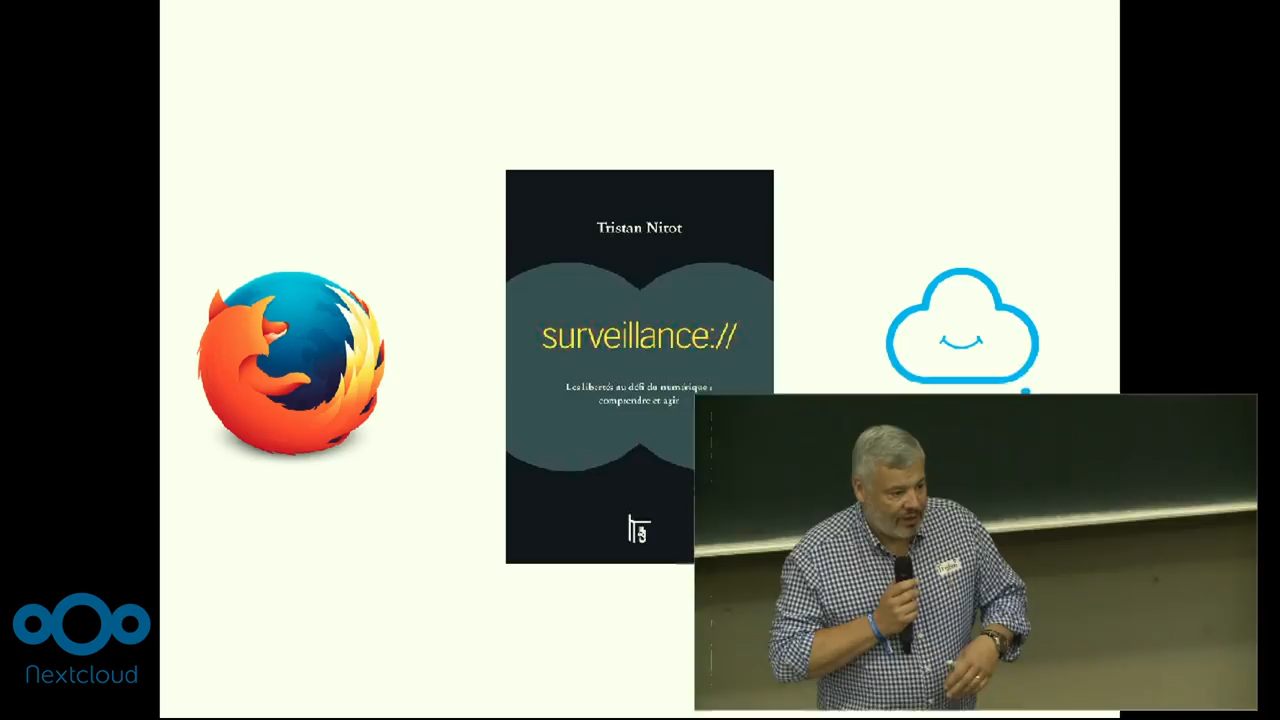 Tristan Nitot
surveillance://
Les libertés au défi du numérique :
comprendre et agir
Nextcloud